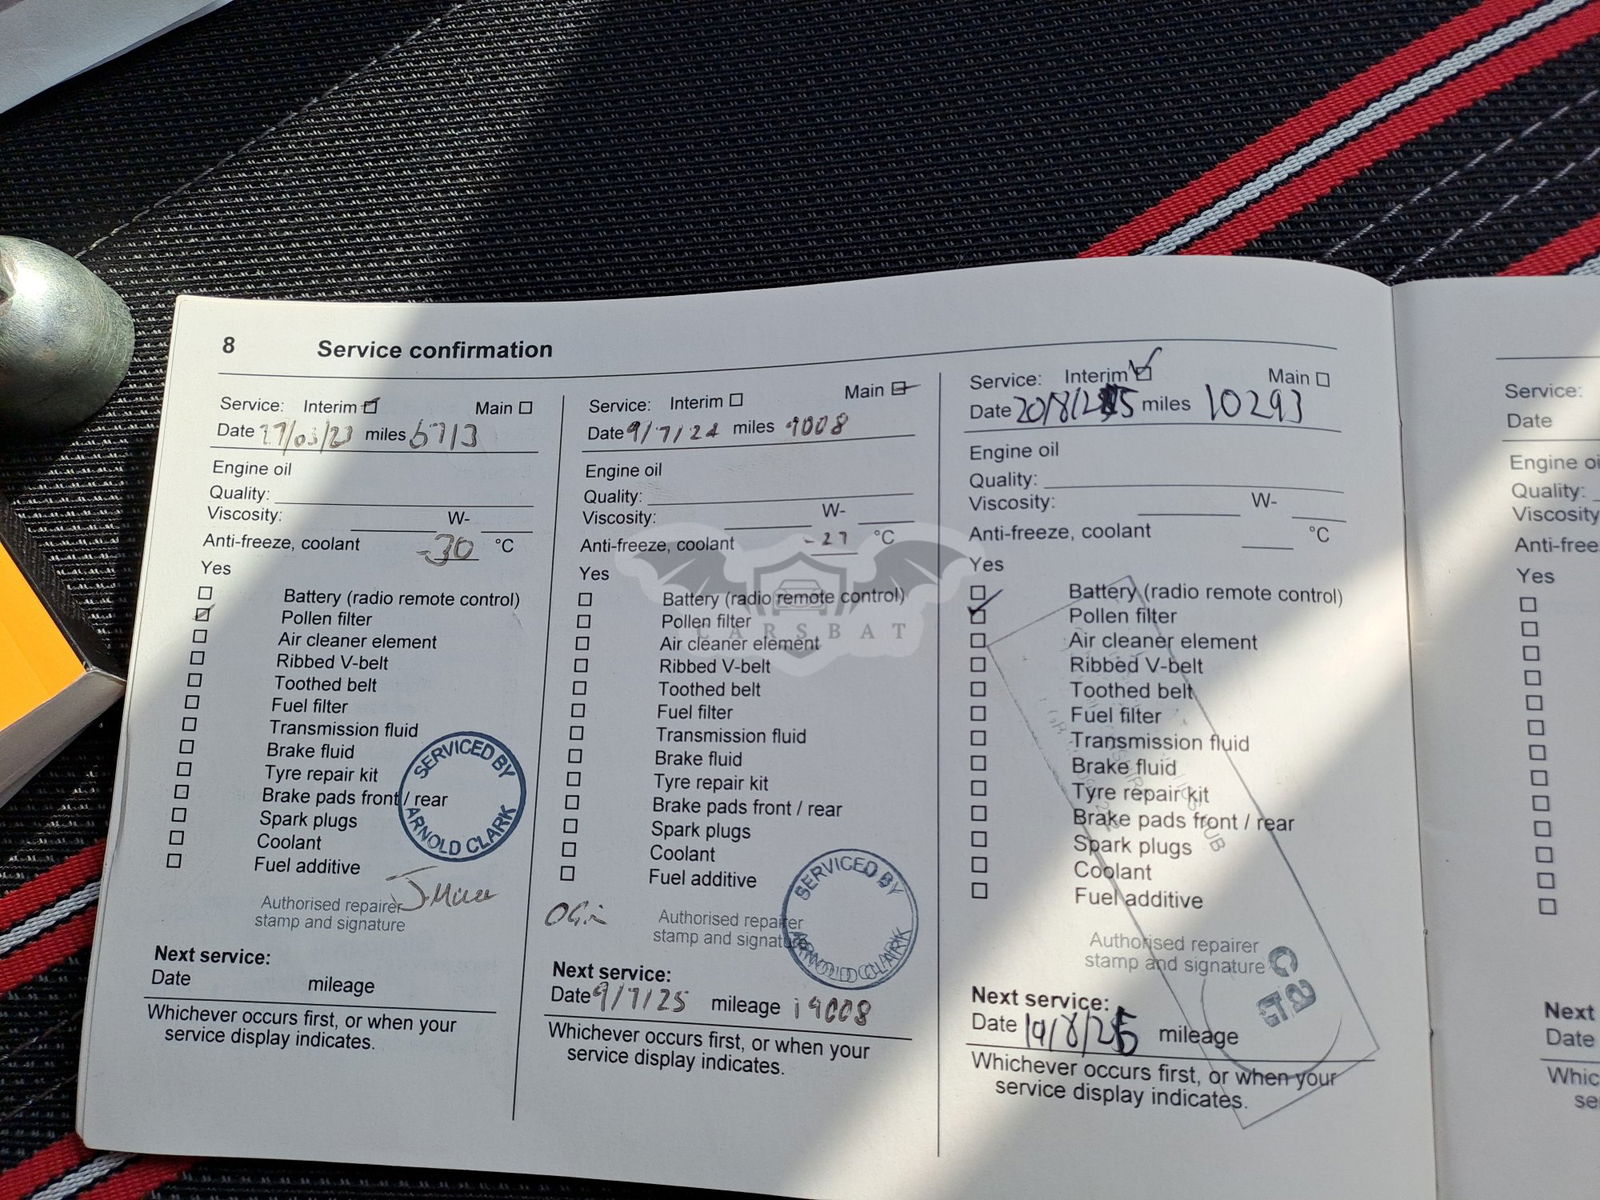 8 Service confirmation
Service: Interim Main
Date 27/03/23 miles 6713
Engine oil
Quality:
Viscosity: W-
Anti-freeze, coolant -30 °C
Yes
Battery (radio remote control)
Pollen filter
Air cleaner element
Ribbed V-belt
Toothed belt
Fuel filter
Transmission fluid
Brake fluid
Tyre repair kit
Brake pads front / rear
Spark plugs
Coolant
Fuel additive
SERVICED BY
ARNOLD CLARK
Authorised repairer
stamp and signature
Next service:
Date mileage
Whichever occurs first, or when your
service display indicates.
Service: Interim Main
Date 9/7/24 miles 9008
Engine oil
Quality:
Viscosity: W-
Anti-freeze, coolant -27 °C
Yes
Battery (radio remote control)
Pollen filter
Air cleaner element
Ribbed V-belt
Toothed belt
Fuel filter
Transmission fluid
Brake fluid
Tyre repair kit
Brake pads front / rear
Spark plugs
Coolant
Fuel additive
SERVICED BY
ARNOLD CLARK
Authorised repairer
stamp and signature
Next service:
Date 9/7/25 mileage 19008
Whichever occurs first, or when your
service display indicates.
Service: Interim Main
Date 20/8/25 miles 10293
Engine oil
Quality:
Viscosity: W-
Anti-freeze, coolant °C
Yes
Battery (radio remote control)
Pollen filter
Air cleaner element
Ribbed V-belt
Toothed belt
Fuel filter
Transmission fluid
Brake fluid
Tyre repair kit
Brake pads front / rear
Spark plugs
Coolant
Fuel additive
Authorised repairer
stamp and signature
Next service:
Date 19/8/26 mileage
Whichever occurs first, or when your
service display indicates.
Service:
Date
Engine oi
Quality:
Viscosity
Anti-free
Yes
Next
Date
Whic
se
CARSBAT